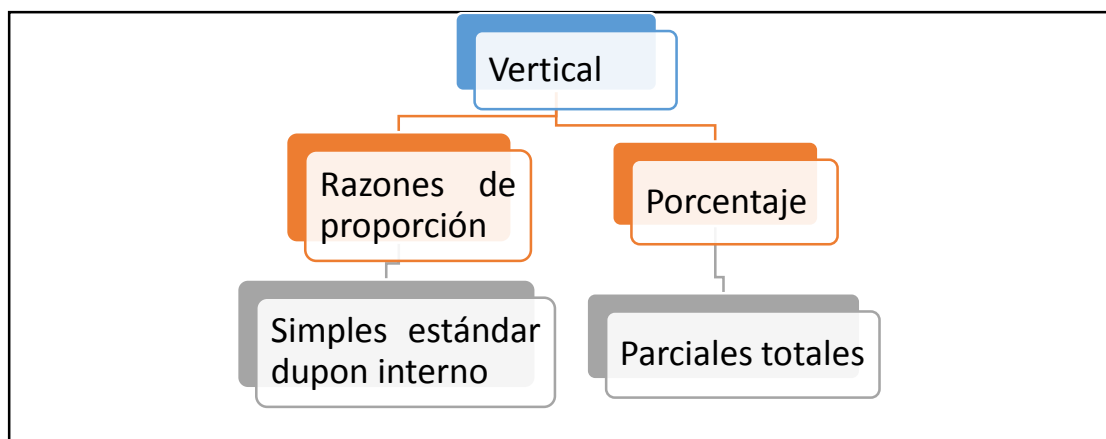 Vertical
Razones de
proporción
Porcentaje
Simples estándar
dupon interno
Parciales totales